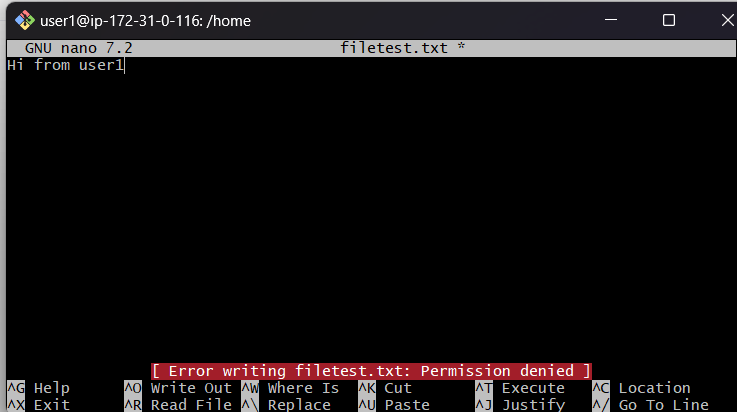 user1@ip-172-31-0-116: /home
GNU nano 7.2 filetest.txt *
Hi from user1
[ Error writing filetest.txt: Permission denied ]
^G Help ^O Write Out ^W Where Is ^K Cut ^T Execute ^C Location
^X Exit ^R Read File ^\ Replace ^U Paste ^J Justify ^/ Go To Line